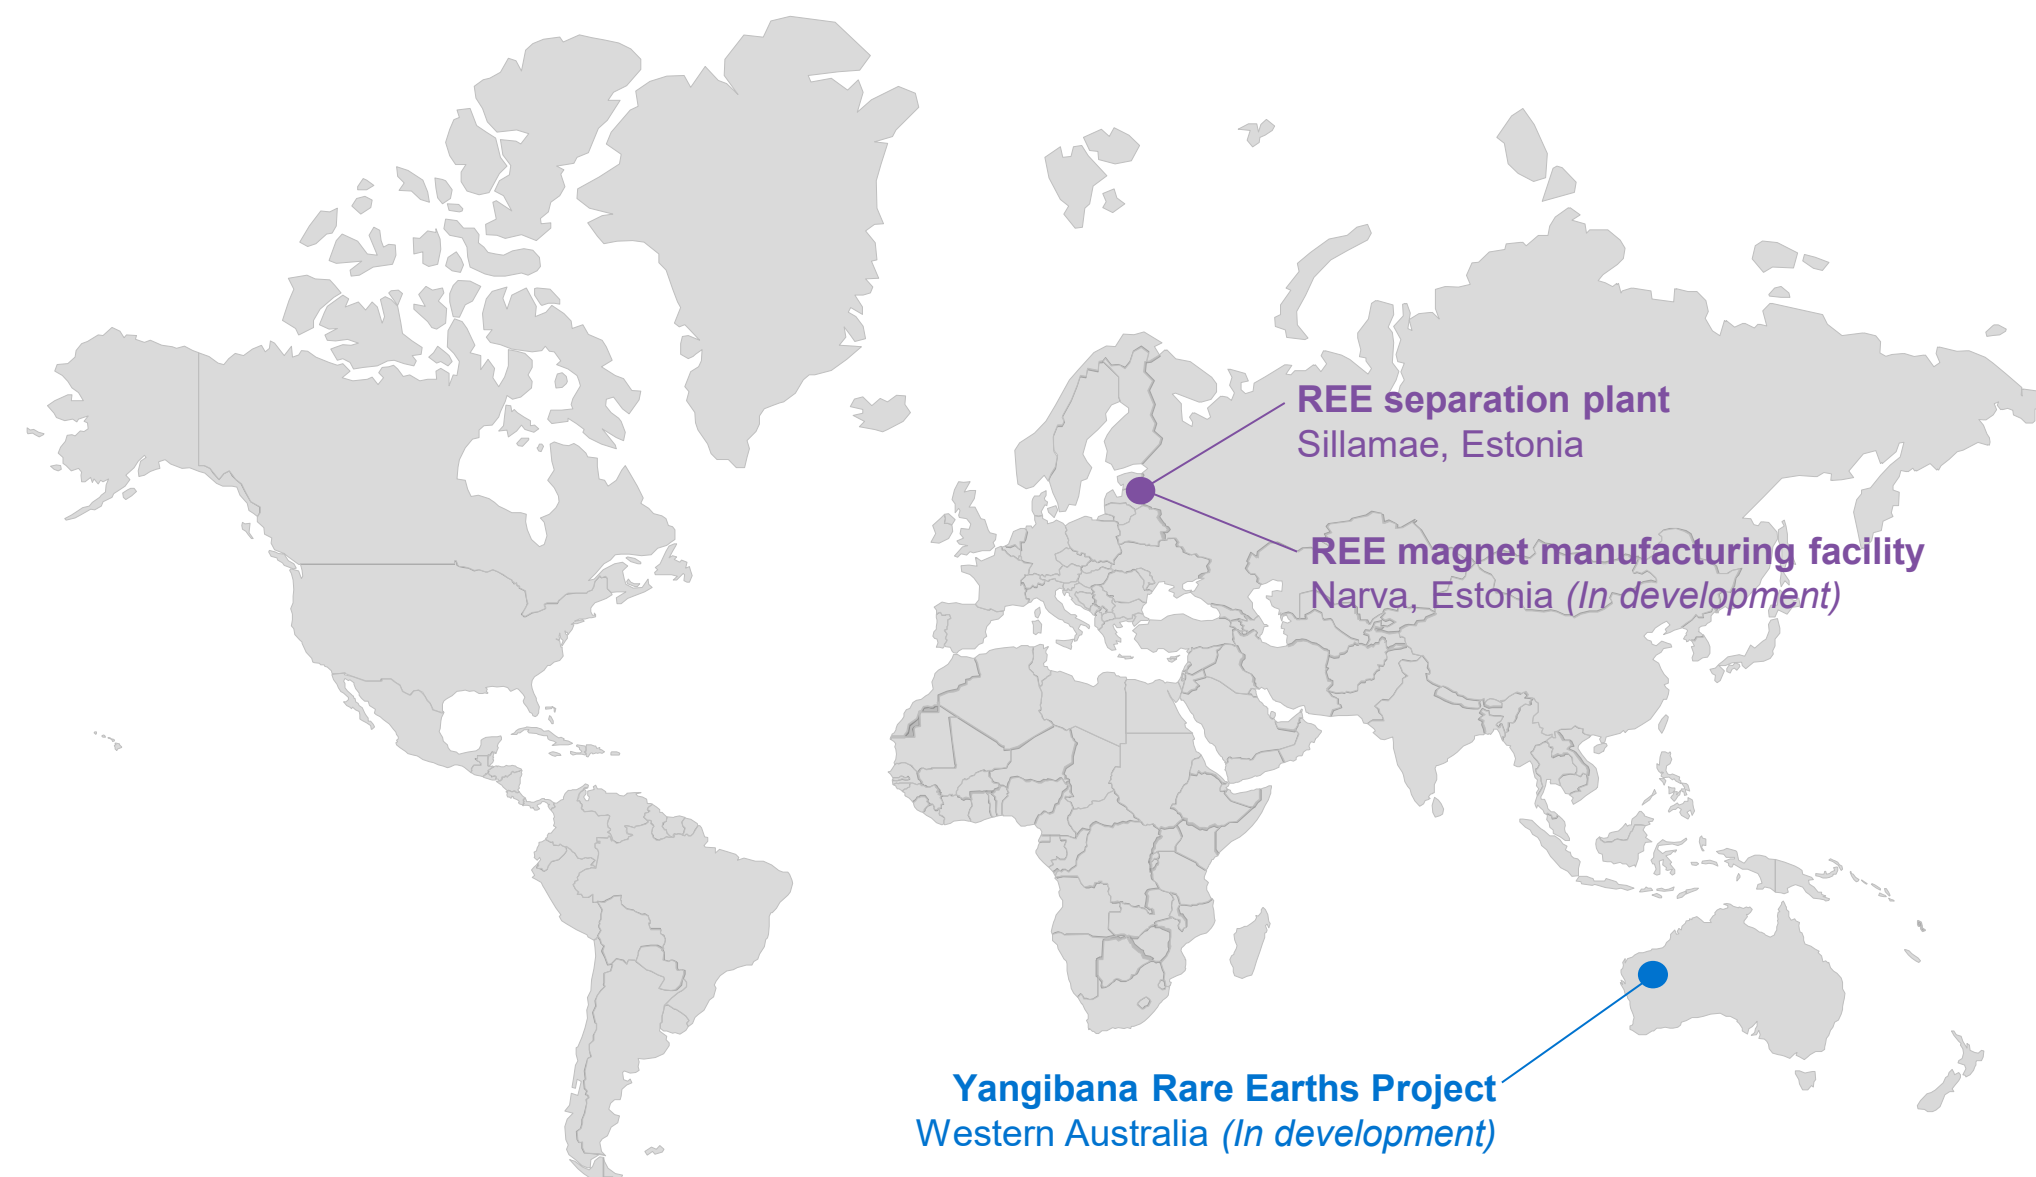 REE separation plant
Sillamae, Estonia
REE magnet manufacturing facility
Narva, Estonia (In development)
Yangibana Rare Earths Project
Western Australia (In development)